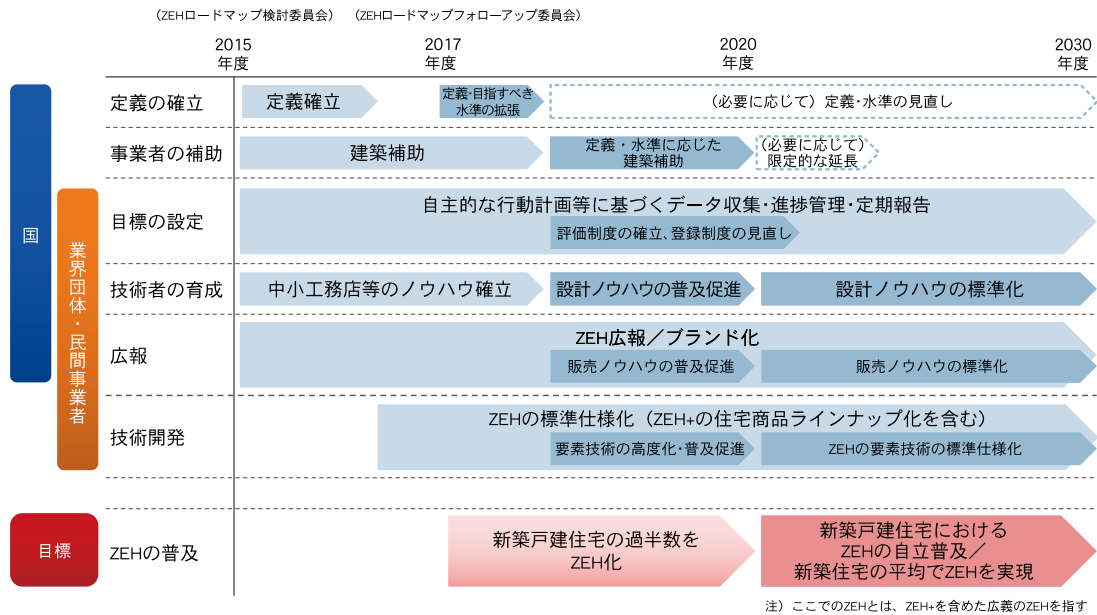 （ZEHロードマップ検討委員会）
（ZEHロードマップフォローアップ委員会）
2015
年度
2017
年度
2020
年度
2030
年度
国
業界団体・民間事業者
定義の確立
定義確立
定義・目指すべき
水準の拡張
（必要に応じて）定義・水準の見直し
事業者の補助
建築補助
定義・水準に応じた
建築補助
（必要に応じて）
限定的な延長
目標の設定
自主的な行動計画等に基づくデータ収集・進捗管理・定期報告
評価制度の確立、登録制度の見直し
技術者の育成
中小工務店等のノウハウ確立
設計ノウハウの普及促進
設計ノウハウの標準化
広報
ZEH広報／ブランド化
販売ノウハウの普及促進
販売ノウハウの標準化
技術開発
ZEHの標準仕様化（ZEH+の住宅商品ラインナップ化を含む）
要素技術の高度化・普及促進
ZEHの要素技術の標準仕様化
目標
ZEHの普及
新築戸建住宅の過半数を
ZEH化
新築戸建住宅における
ZEHの自立普及／
新築住宅の平均でZEHを実現
注）ここでのZEHとは、ZEH+を含めた広義のZEHを指す